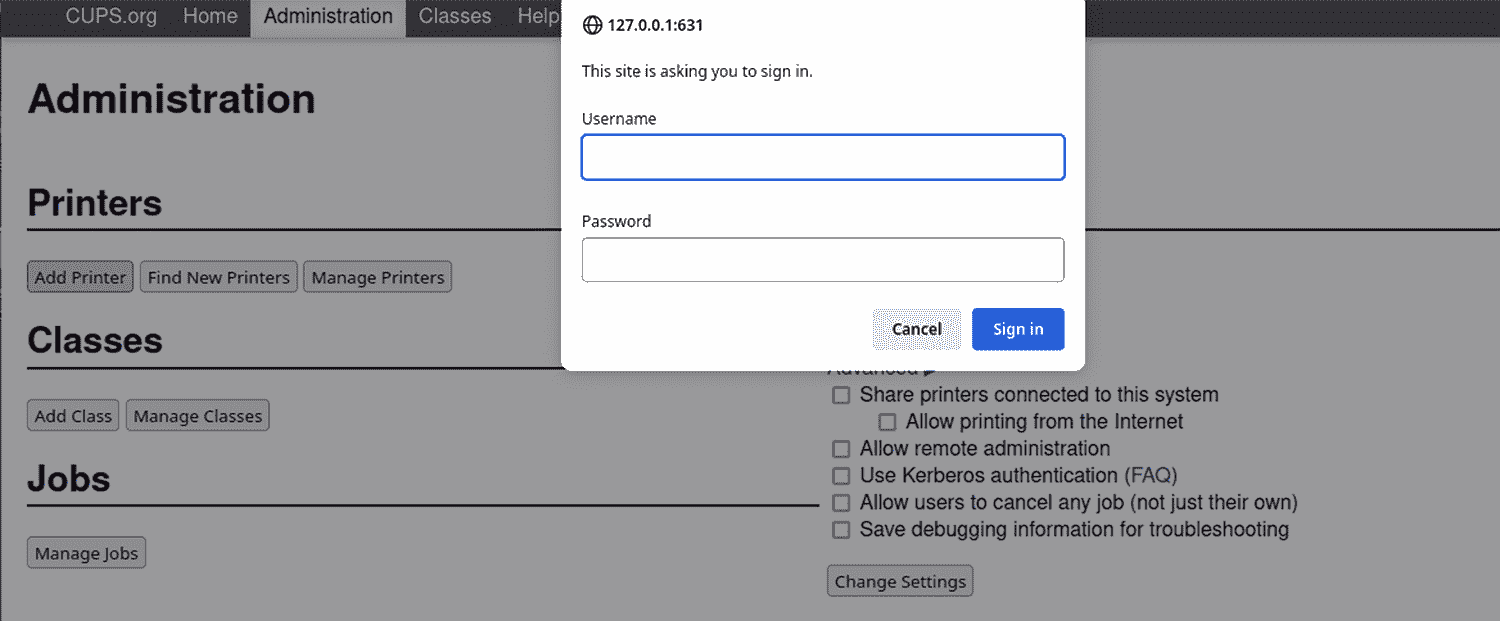 CUPS.org Home Administration Classes Help
127.0.0.1:631
This site is asking you to sign in.
Username
Password
Cancel Sign in
Administration
Printers
Add Printer Find New Printers Manage Printers
Classes
Add Class Manage Classes
Jobs
Manage Jobs
Advanced
Share printers connected to this system
Allow printing from the Internet
Allow remote administration
Use Kerberos authentication (FAQ)
Allow users to cancel any job (not just their own)
Save debugging information for troubleshooting
Change Settings